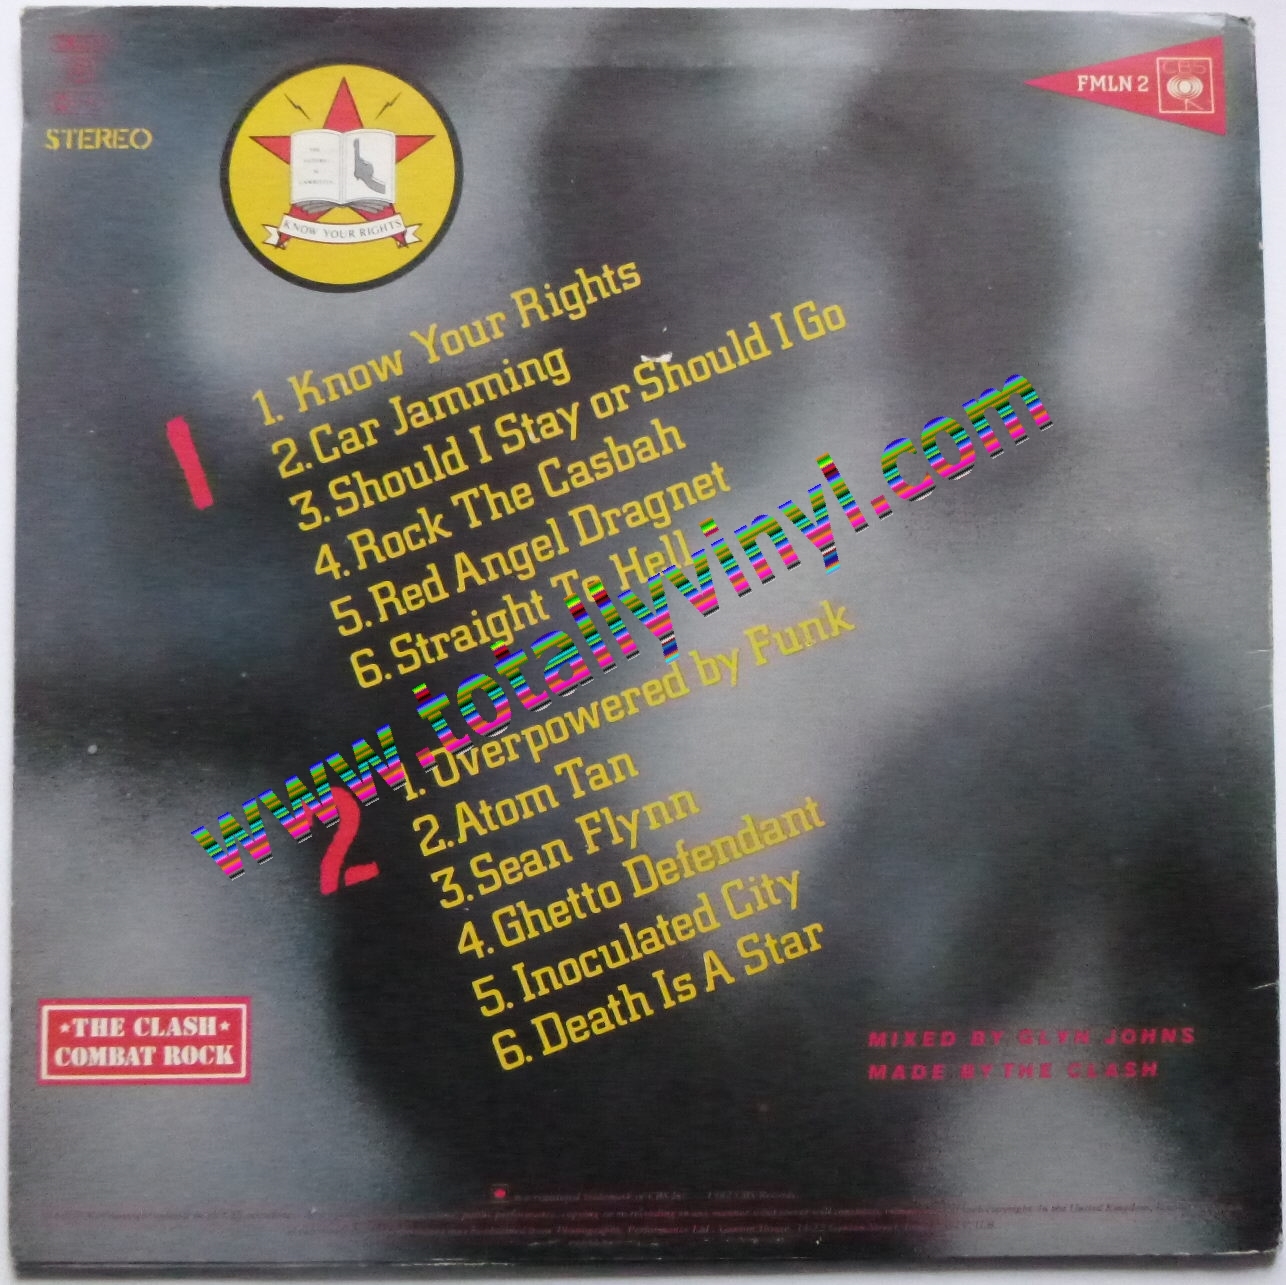 STEREO
FMLN 2
CBS
KNOW YOUR RIGHTS
1
1. Know Your Rights
2. Car Jamming
3. Should I Stay or Should I Go
4. Rock The Casbah
5. Red Angel Dragnet
6. Straight To Hell
www.totallyvinyl.com
2
1. Overpowered by Funk
2. Atom Tan
3. Sean Flynn
4. Ghetto Defendant
5. Inoculated City
6. Death Is A Star
THE CLASH
COMBAT ROCK
MIXED BY GLYN JOHNS
MADE BY THE CLASH